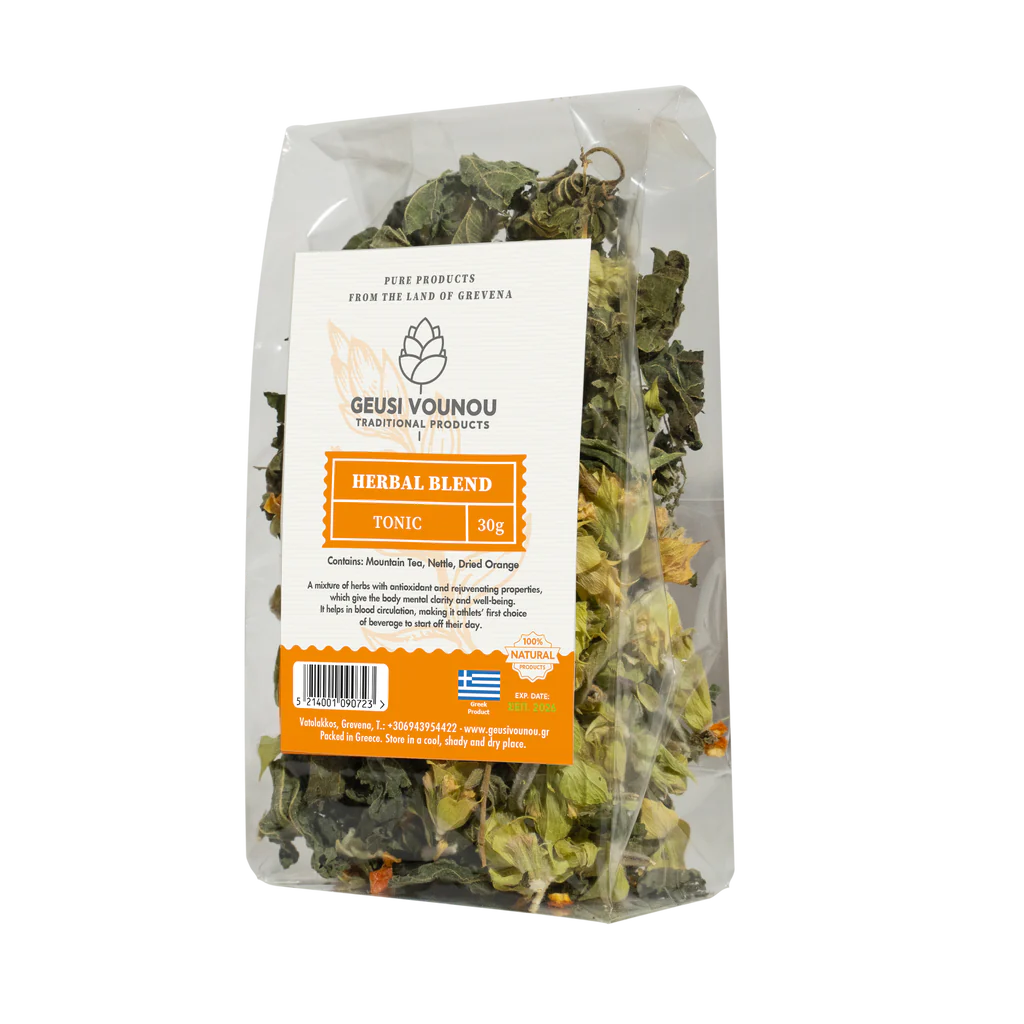 PURE PRODUCTS
FROM THE LAND OF GREVENA
GEUSI VOUNOU
TRADITIONAL PRODUCTS
HERBAL BLEND
TONIC
30g
Contains: Mountain Tea, Nettle, Dried Orange
A mixture of herbs with antioxidant and rejuvenating properties,
which give the body mental clarity and well-being.
It helps in blood circulation, making it athlets' first choice
of beverage to start off their day.
100%
NATURAL
PRODUCTS
5 214001 090723 >
Greek
Product
EXP. DATE:
Vatolakkos, Grevena, T.: +306943954422 - www.geusivounou.gr
Packed in Greece. Store in a cool, shady and dry place.